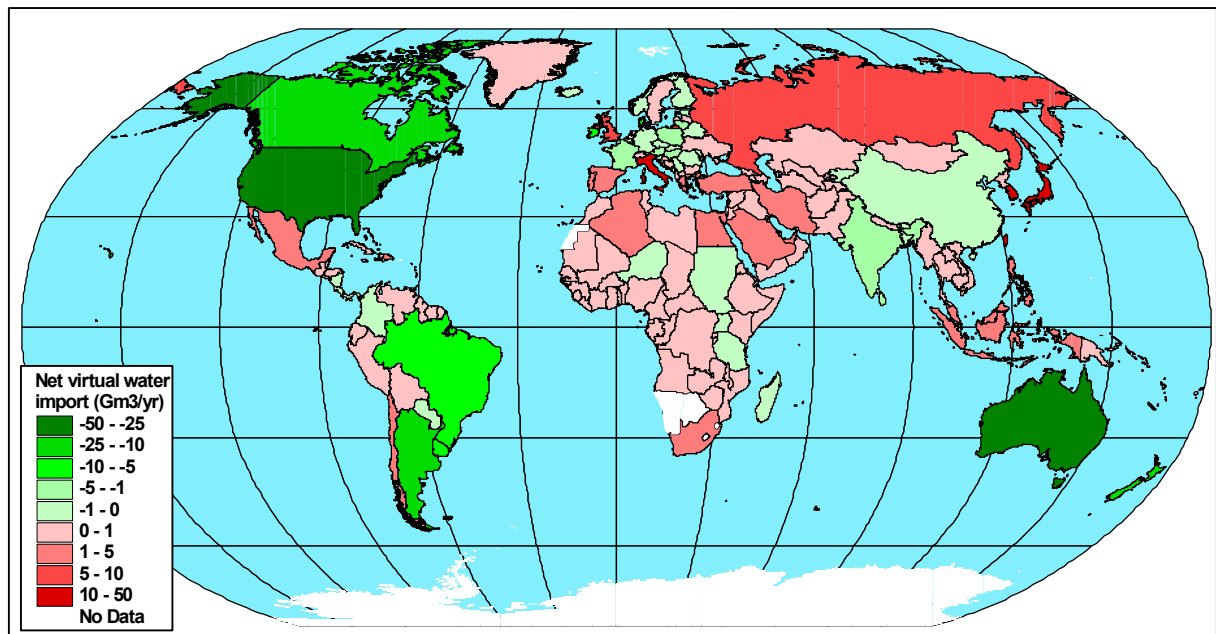 Net virtual water
import (Gm3/yr)
-50 - -25
-25 - -10
-10 - -5
-5 - -1
-1 - 0
0 - 1
1 - 5
5 - 10
10 - 50
No Data